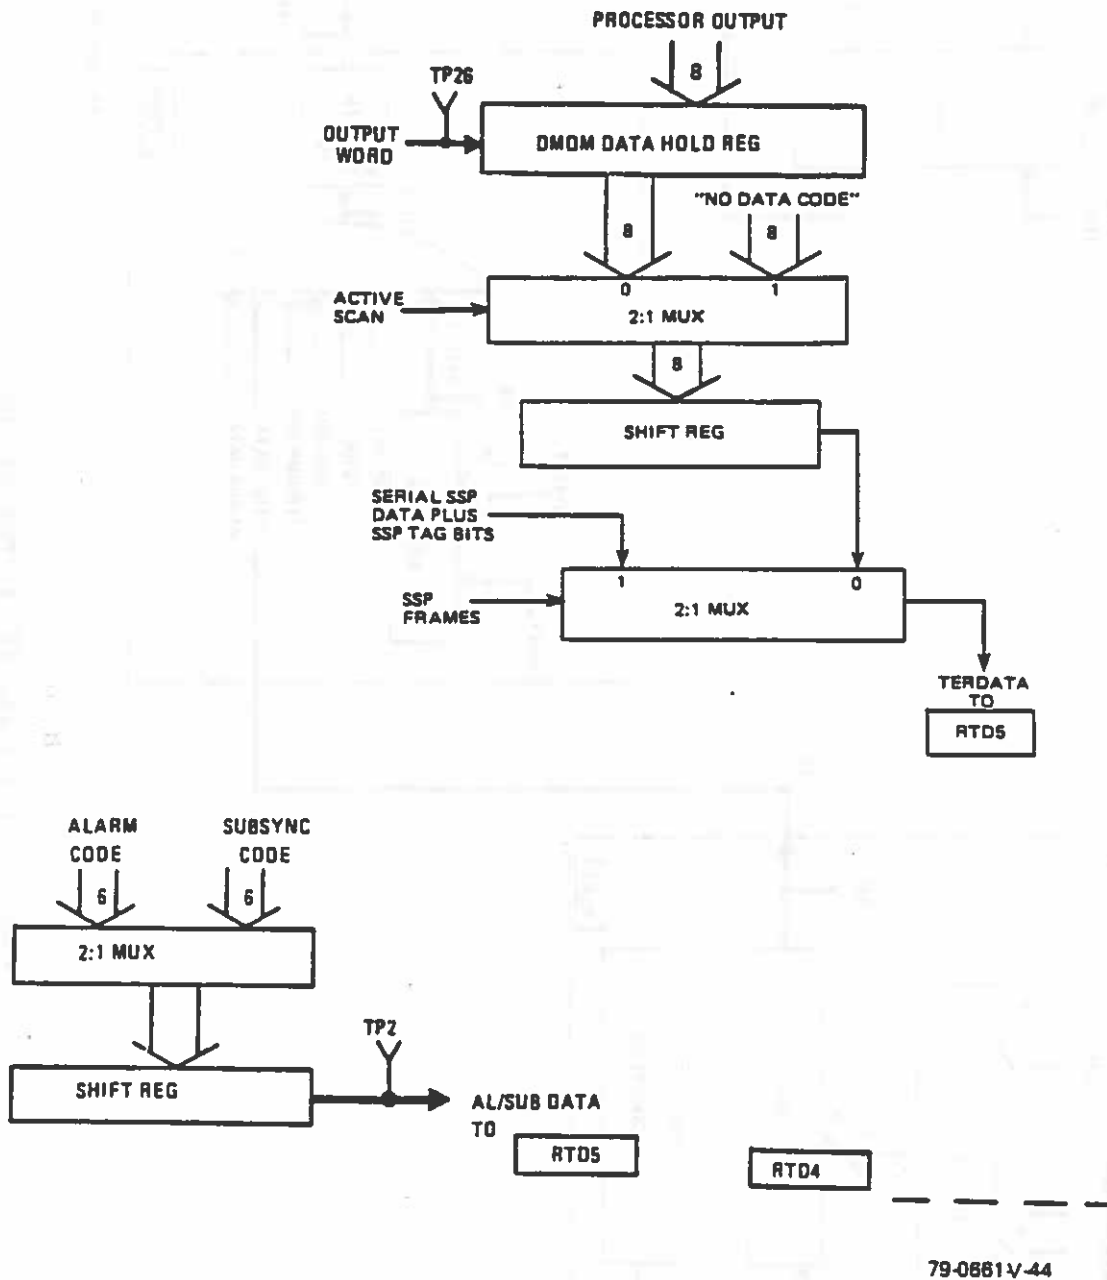 PROCESSOR OUTPUT
8
TP26
OUTPUT
WORD
DMDM DATA HOLD REG
"NO DATA CODE"
8
8
0
1
ACTIVE
SCAN
2:1 MUX
8
SHIFT REG
SERIAL SSP
DATA PLUS
SSP TAG BITS
1
0
SSP
FRAMES
2:1 MUX
TERDATA
TO
RTD5
ALARM
CODE
SUBSYNC
CODE
6
6
2:1 MUX
TP2
SHIFT REG
AL/SUB DATA
TO
RTD5
RTD4
79-0661V-44